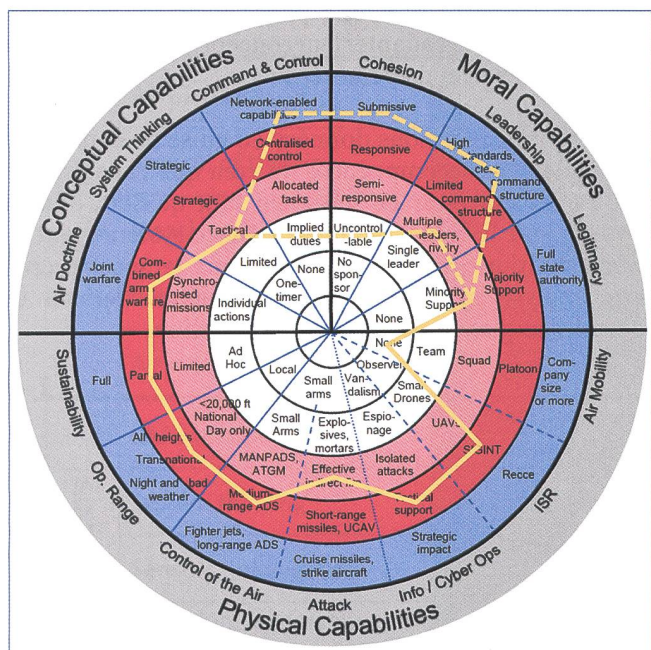 Conceptual Capabilities
Moral Capabilities
Physical Capabilities
Command & Control
Cohesion
Leadership
Legitimacy
Air Mobility
ISR
Info / Cyber Ops
Attack
Control of the Air
Op. Range
Sustainability
Air Doctrine
System Thinking
Network-enabled
capabilities
Centralised
control
Allocated
tasks
Implied
duties
None
Submissive
Responsive
Semi-
responsive
Uncontrol
-lable
No
spon-
sor
High
standards,
command
structure
Limited
command
structure
Multiple
rivalry
Single
leader
Full
state
authority
Majority
Support
Minority
Support
None
Com-
pany
size
or more
Platoon
Squad
Team
None
Recce
SIGINT
UAVs
Small
Drones
Observer
Strategic
impact
Tactical
support
Isolated
attacks
Espio-
nage
Van-
dalism
Cruise missiles,
strike aircraft
Short-range
missiles, UCAV
Effective
indirect fire
Explo-
sives,
mortars
Small
arms
Fighter jets,
long-range ADS
Medium-
range ADS
MANPADS,
ATGM
Small
Arms
Night and bad
weather
All heights
Transnational
<20,000 ft
National
Day only
Local
Full
Partial
Limited
Ad
Hoc
Joint
warfare
Com-
bined
arms
warfare
Synchro-
nised
missions
Individual
actions
One-
timer
Strategic
Strategic
Tactical
Limited